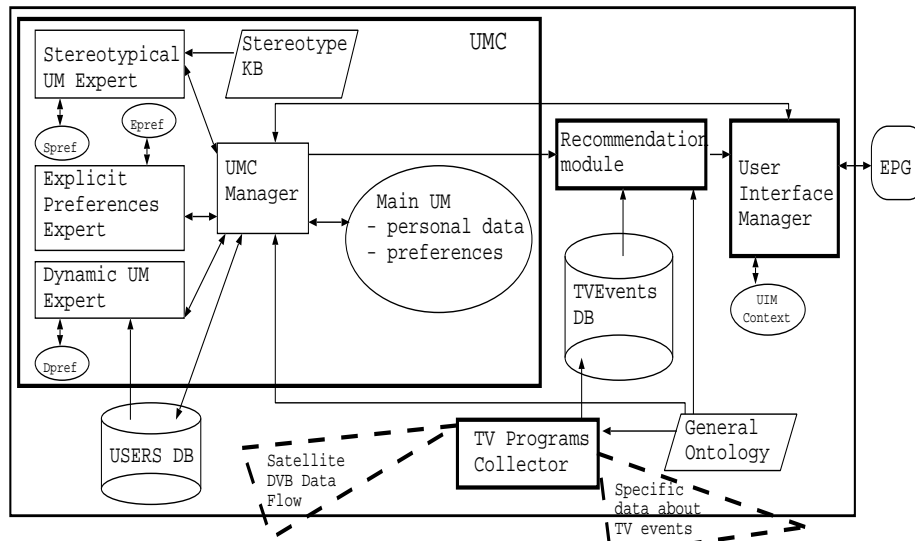 UMC
Stereotypical
UM Expert
Stereotype
KB
Spref
Epref
Explicit
Preferences
Expert
UMC
Manager
Main UM
- personal data
- preferences
Dynamic UM
Expert
Dpref
Recommendation
module
User
Interface
Manager
EPG
TVEvents
DB
UIM
Context
USERS DB
Satellite
DVB Data
Flow
TV Programs
Collector
General
Ontology
Specific
data about
TV events